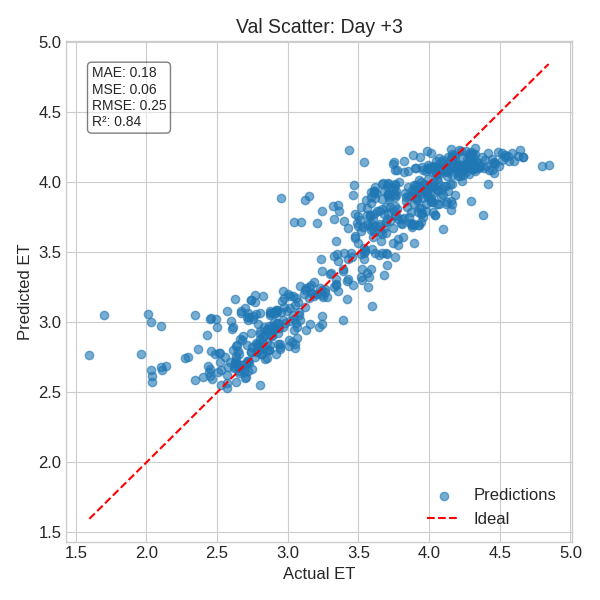 Val Scatter: Day +3
MAE: 0.18
MSE: 0.06
RMSE: 0.25
R²: 0.84
5.0
4.5
4.0
3.5
3.0
2.5
2.0
1.5
Predicted ET
Predictions
Ideal
1.5 2.0 2.5 3.0 3.5 4.0 4.5 5.0
Actual ET